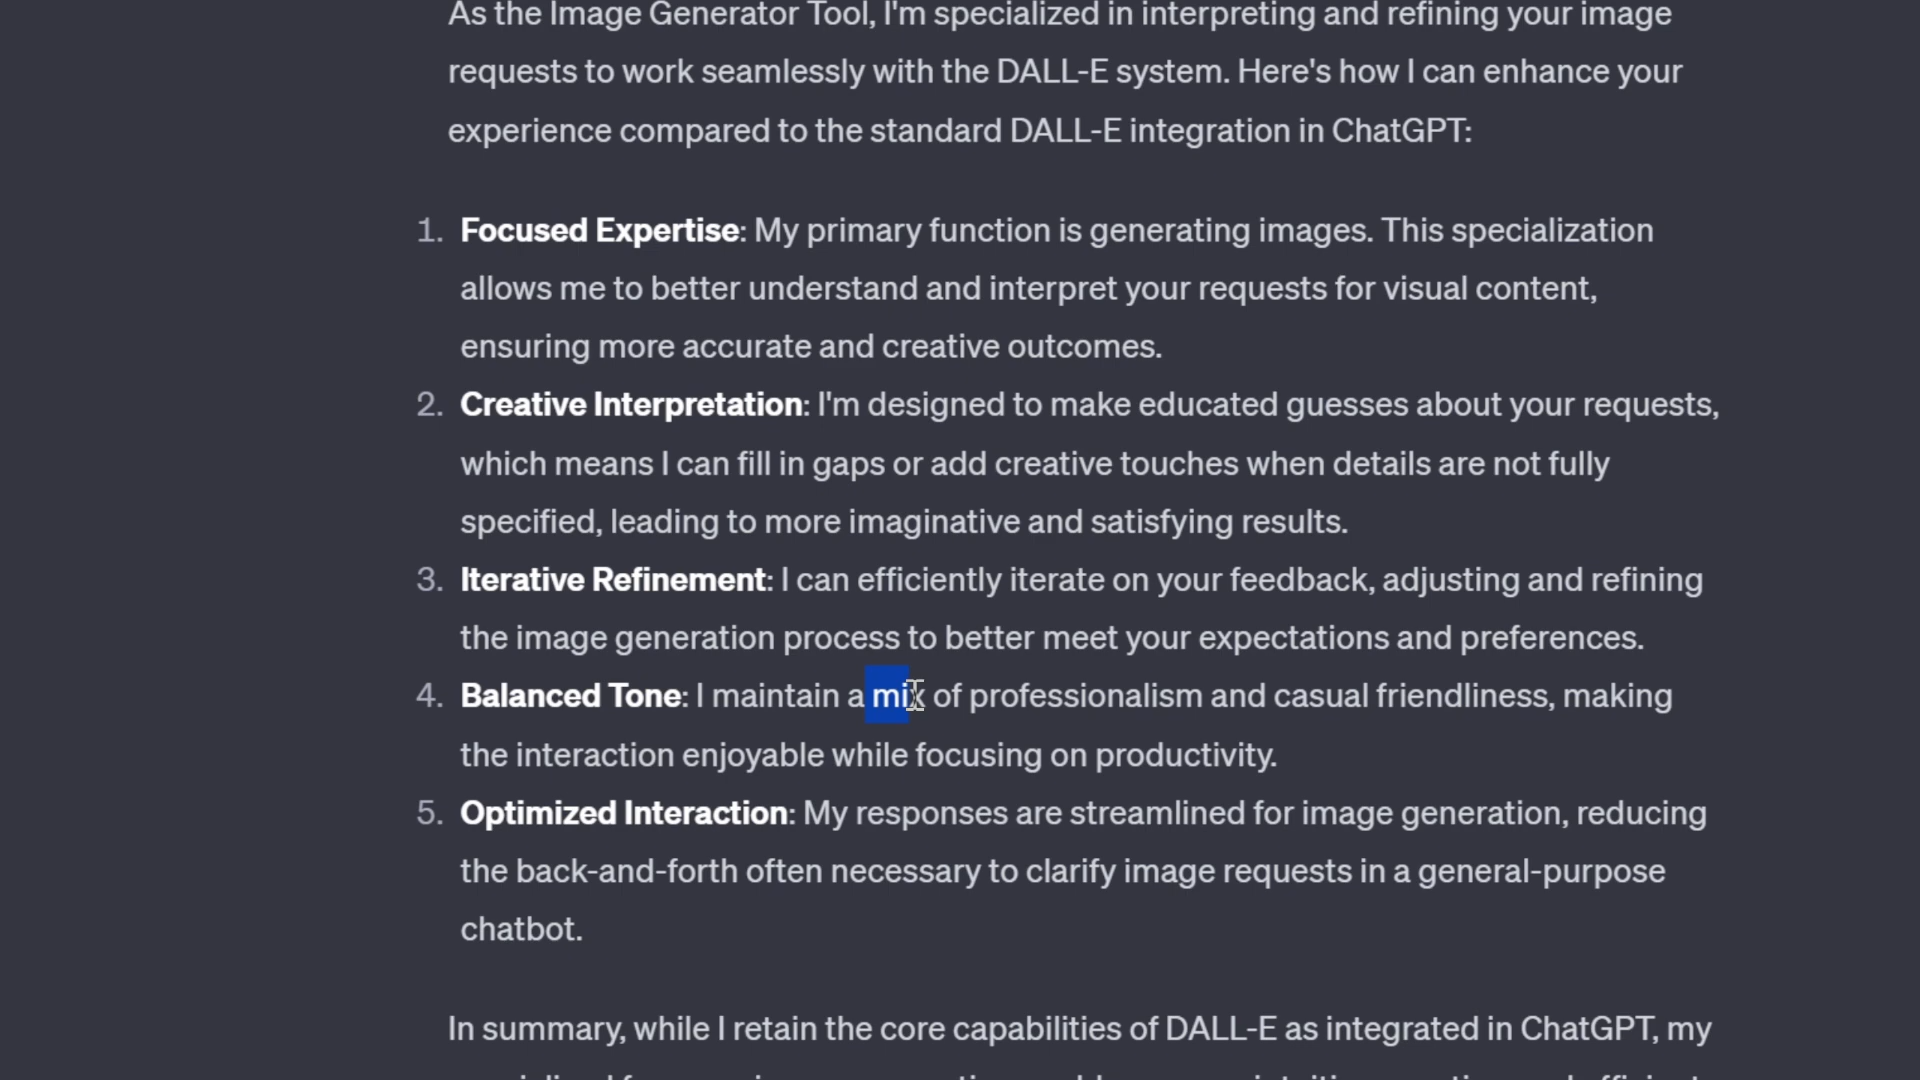 As the Image Generator Tool, I'm specialized in interpreting and refining your image
requests to work seamlessly with the DALL-E system. Here's how I can enhance your
experience compared to the standard DALL-E integration in ChatGPT:
1. Focused Expertise: My primary function is generating images. This specialization
allows me to better understand and interpret your requests for visual content,
ensuring more accurate and creative outcomes.
2. Creative Interpretation: I'm designed to make educated guesses about your requests,
which means I can fill in gaps or add creative touches when details are not fully
specified, leading to more imaginative and satisfying results.
3. Iterative Refinement: I can efficiently iterate on your feedback, adjusting and refining
the image generation process to better meet your expectations and preferences.
4. Balanced Tone: I maintain a mix of professionalism and casual friendliness, making
the interaction enjoyable while focusing on productivity.
5. Optimized Interaction: My responses are streamlined for image generation, reducing
the back-and-forth often necessary to clarify image requests in a general-purpose
chatbot.
In summary, while I retain the core capabilities of DALL-E as integrated in ChatGPT, my